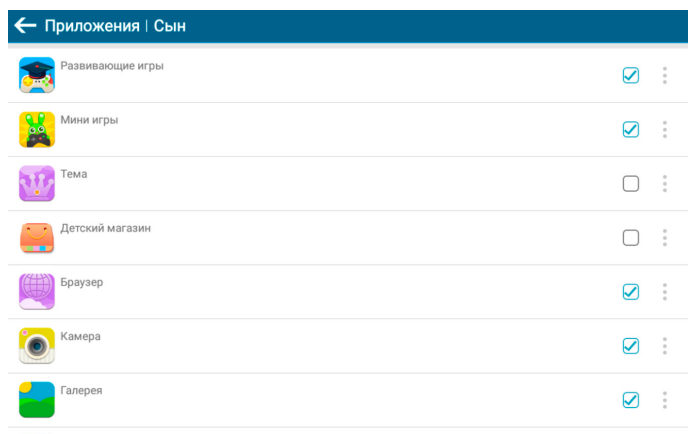 Приложения | Сын
Развивающие игры
Мини игры
Тема
Детский магазин
Браузер
Камера
Галерея